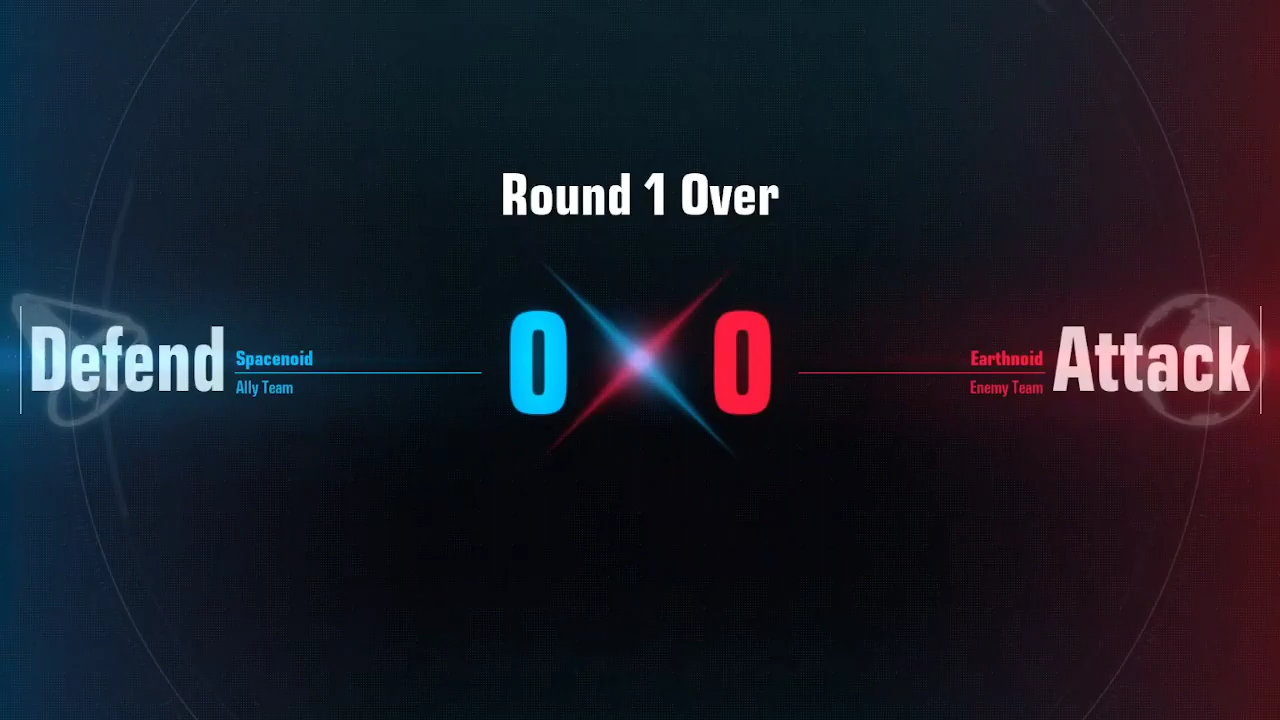 Round 1 Over
Defend
Spacenoid
Ally Team
0
0
Earthnoid
Enemy Team
Attack